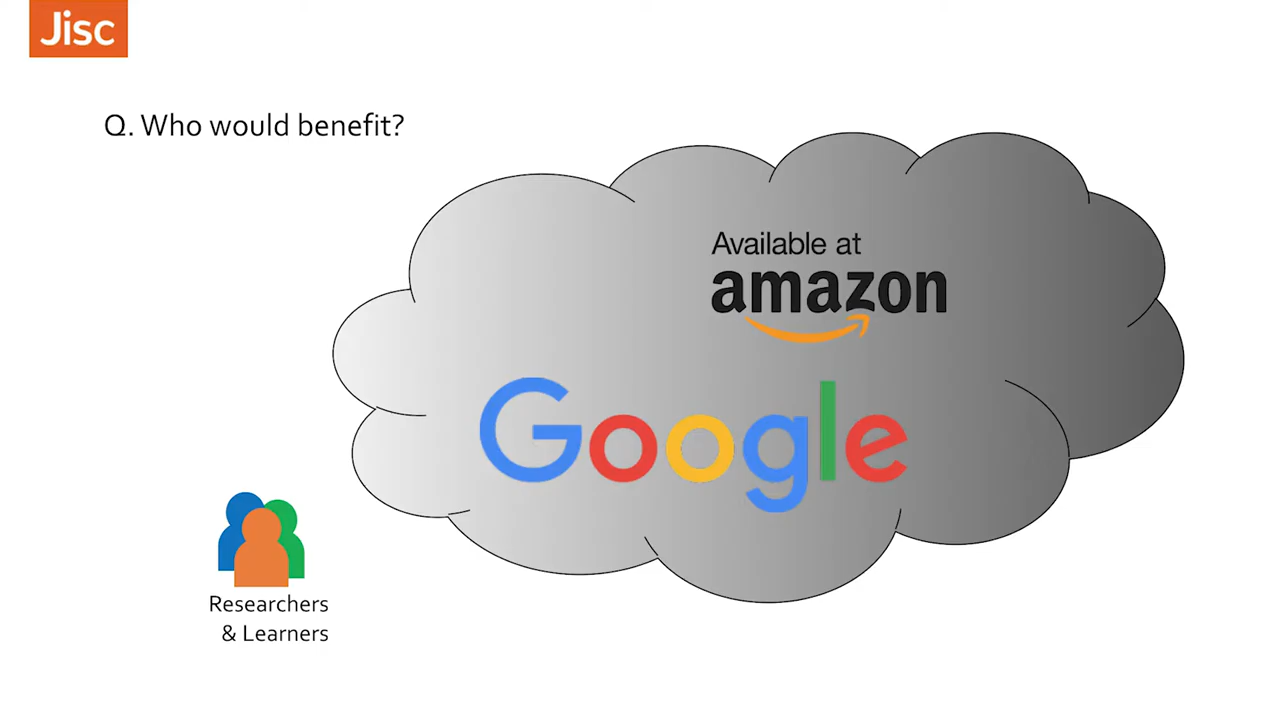 Jisc
Q. Who would benefit?
Available at
amazon
Google
Researchers
& Learners